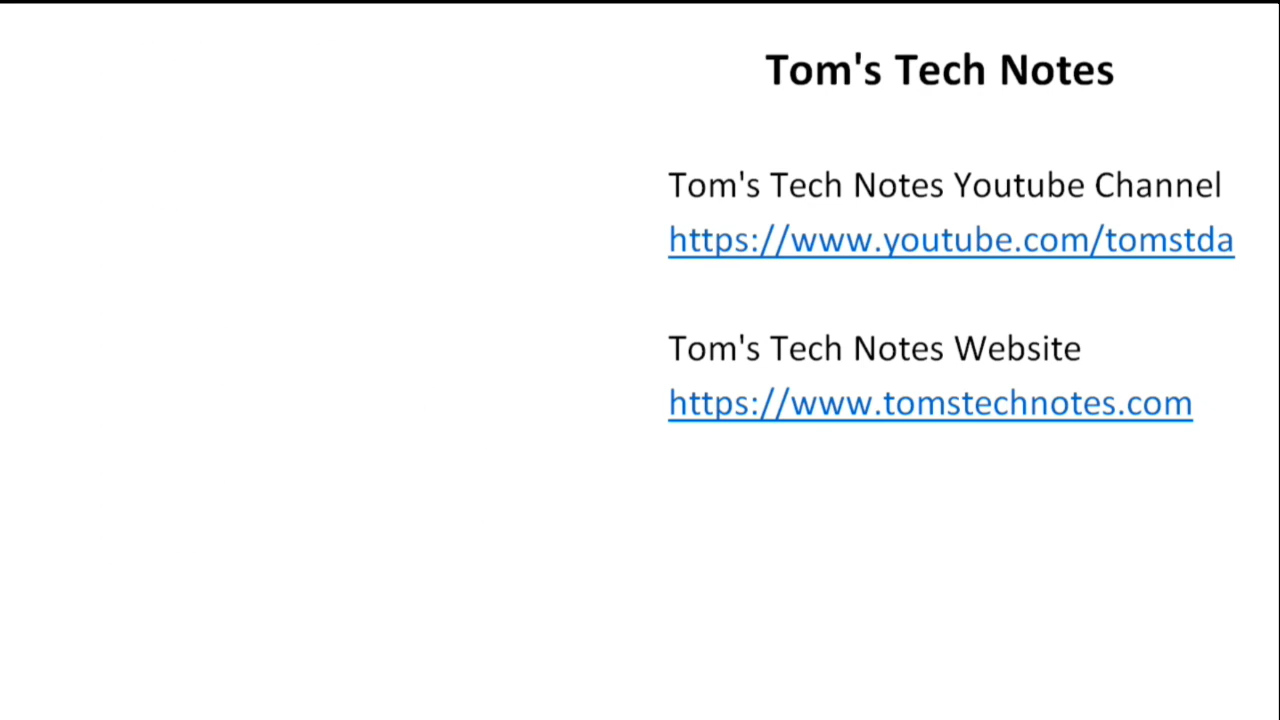 Tom's Tech Notes
Tom's Tech Notes Youtube Channel
https://www.youtube.com/tomstda
Tom's Tech Notes Website
https://www.tomstechnotes.com